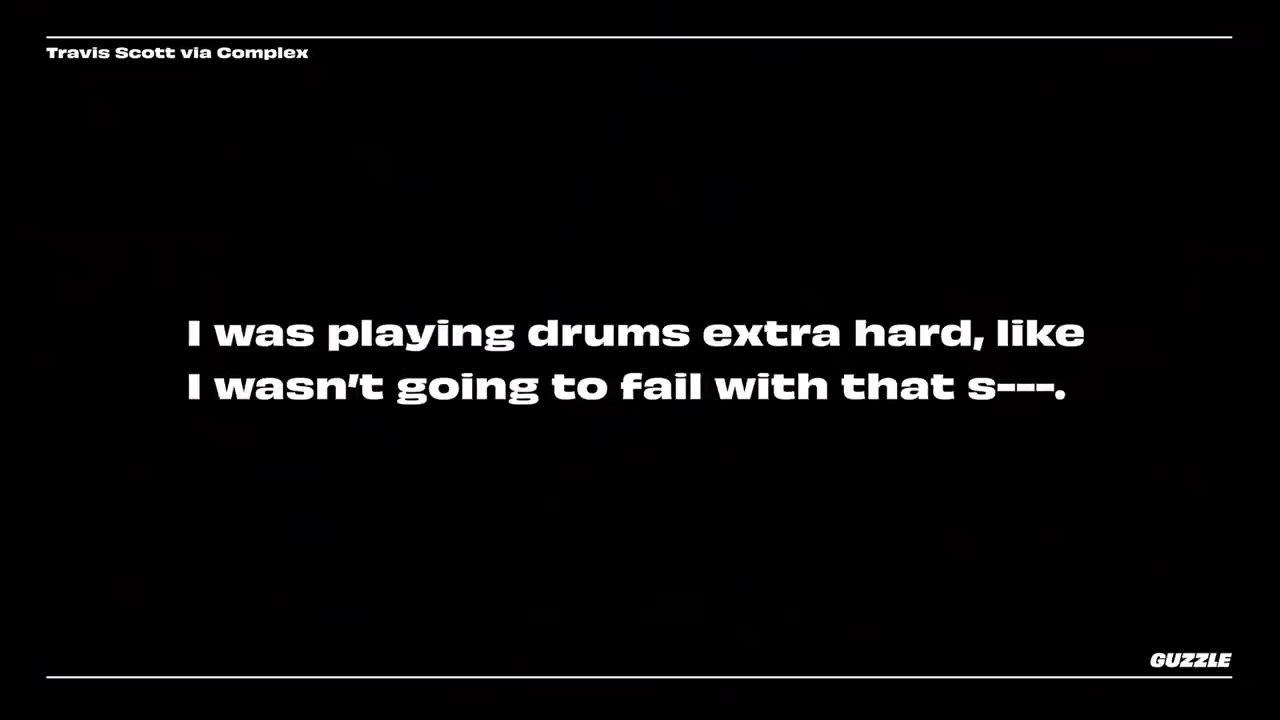 Travis Scott via Complex
I was playing drums extra hard, like
I wasn't going to fail with that s---.
GUZZLE